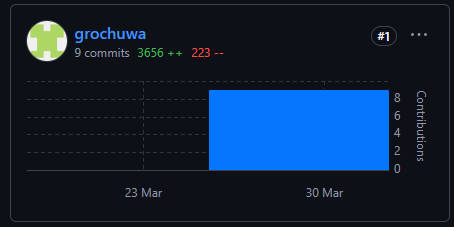 grochuwa
#1
9 commits 3656 ++ 223 --
8
6
4
2
0
Contributions
23 Mar 30 Mar